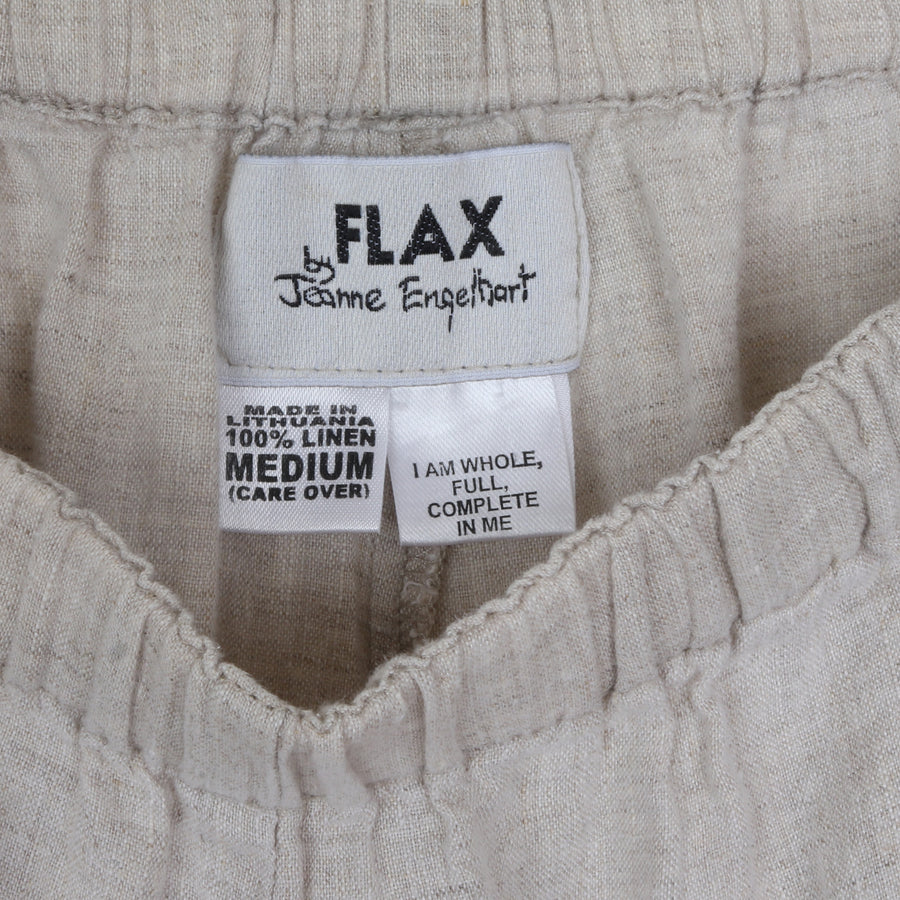 FLAX
by
Jeanne Engelhart
MADE IN
LITHUANIA
100% LINEN
MEDIUM
(CARE OVER)
I AM WHOLE,
FULL,
COMPLETE
IN ME